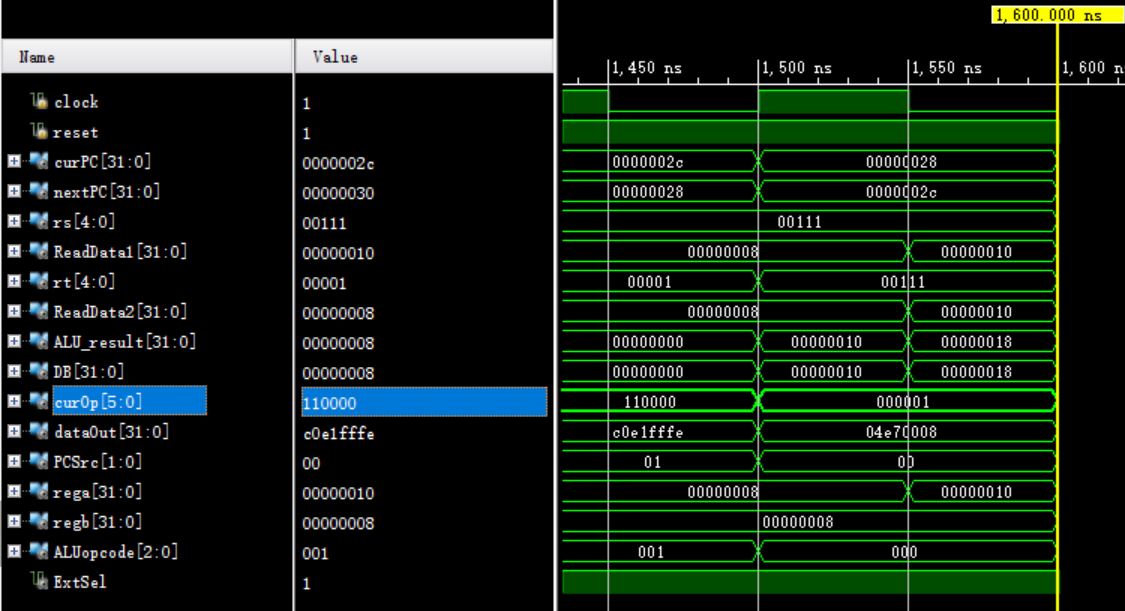 1,600.000 ns
Name Value
1,450 ns 1,500 ns 1,550 ns 1,600 n
clock 1
reset 1
curPC[31:0] 0000002c 0000002c 00000028
nextPC[31:0] 00000030 00000028 0000002c
rs[4:0] 00111 00111
ReadData1[31:0] 00000010 00000008 00000010
rt[4:0] 00001 00001 00111
ReadData2[31:0] 00000008 00000008 00000010
ALU_result[31:0] 00000008 00000000 00000010 00000018
DB[31:0] 00000008 00000000 00000010 00000018
curOp[5:0] 110000 110000 000001
dataOut[31:0] c0e1fffe c0e1fffe 04e70008
PCSrc[1:0] 00 01 00
rega[31:0] 00000010 00000008 00000010
regb[31:0] 00000008 00000008
ALUopcode[2:0] 001 001 000
ExtSel 1